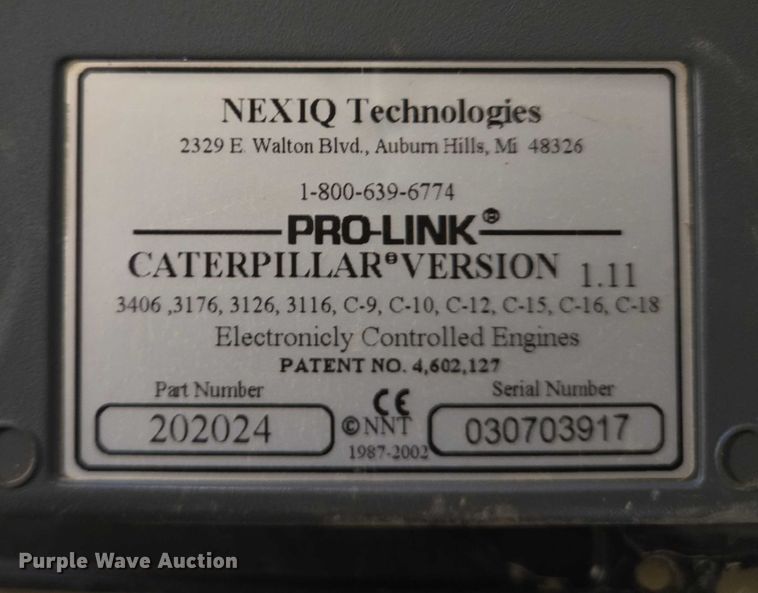 NEXIQ Technologies
2329 E. Walton Blvd., Auburn Hills, Mi 48326
1-800-639-6774
PRO-LINK®
CATERPILLAR® VERSION 1.11
3406 ,3176, 3126, 3116, C-9, C-10, C-12, C-15, C-16, C-18
Electronicly Controlled Engines
PATENT NO. 4,602,127
Part Number
Serial Number
202024
CE
©NNT
1987-2002
030703917
Purple Wave Auction